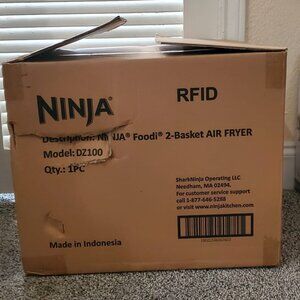 NINJA
RFID
Description: NINJA® Foodi® 2-Basket AIR FRYER
Model: DZ100
Qty.: 1PC
SharkNinja Operating LLC
Needham, MA 02494.
For customer service support
call 1-877-646-5288
or visit www.ninjakitchen.com
Made in Indonesia